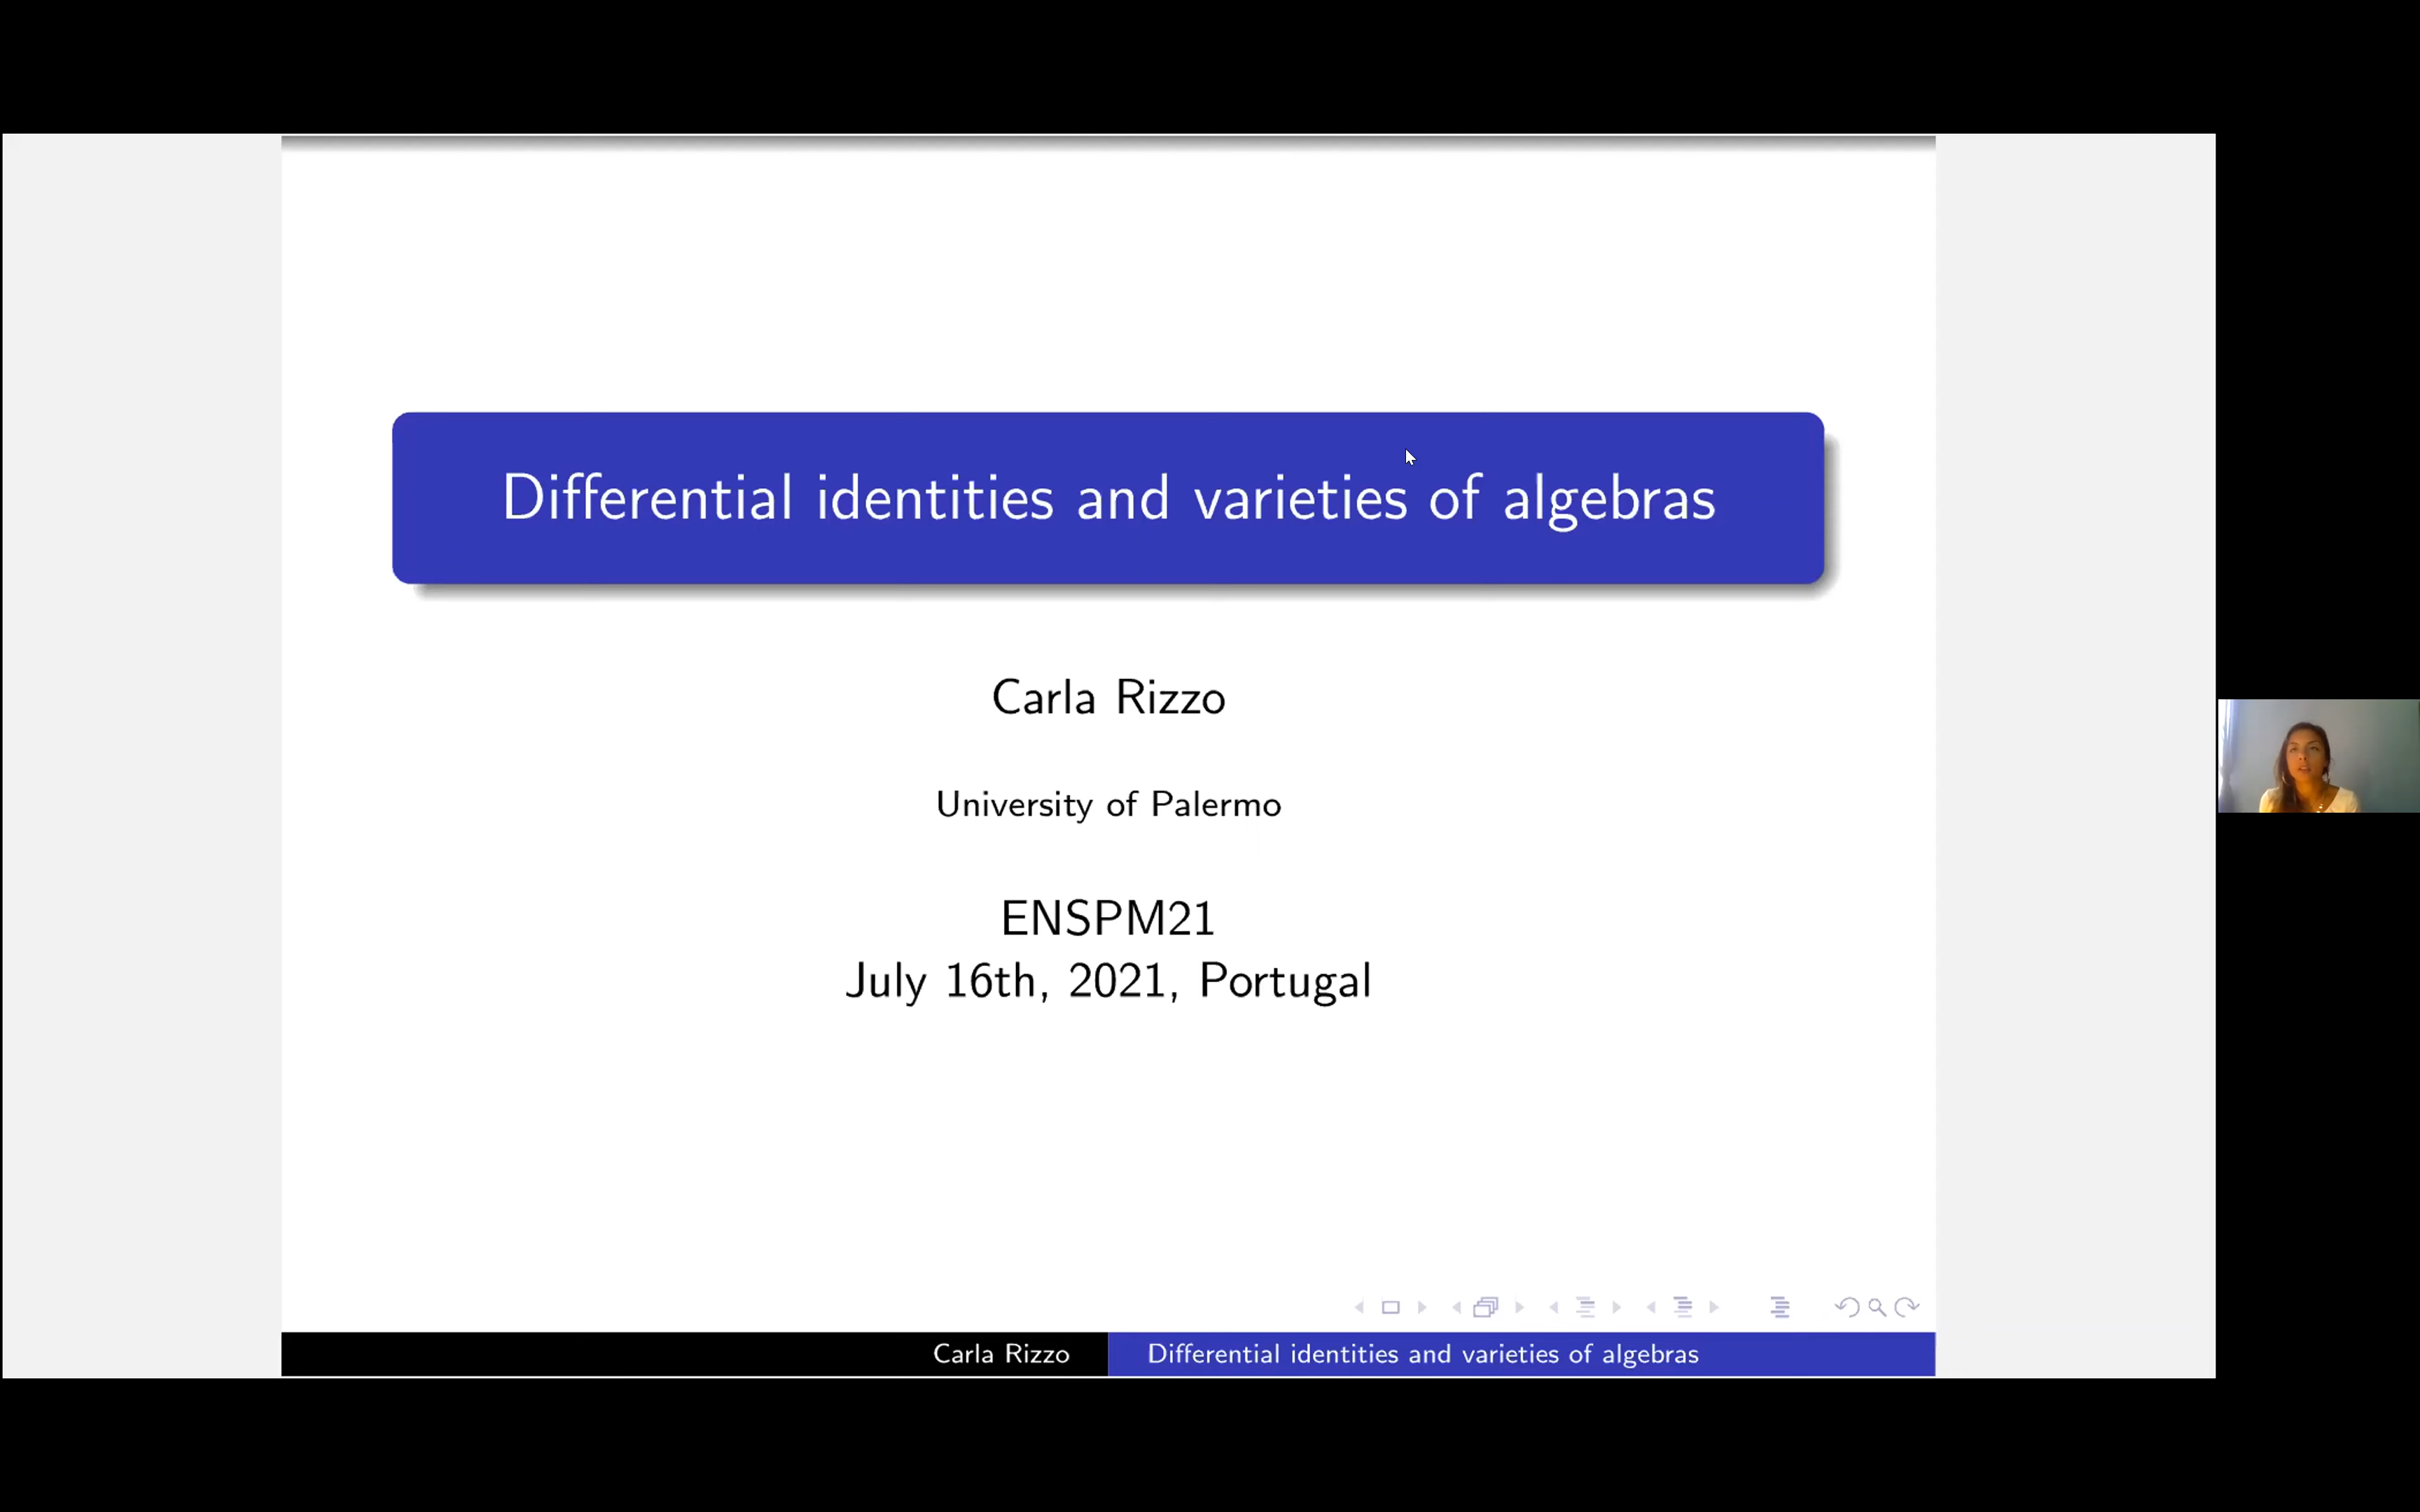 Differential identities and varieties of algebras
Carla Rizzo
University of Palermo
ENSPM21
July 16th, 2021, Portugal
Carla Rizzo
Differential identities and varieties of algebras